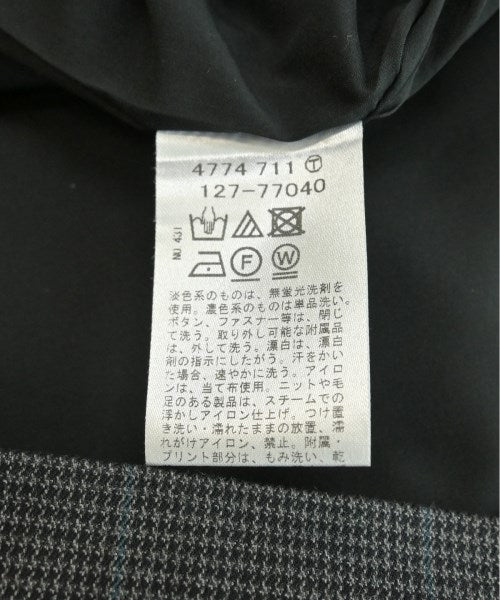 4774 711 Ⓣ
127-77040
NO 431
F W
淡色系のものは、無蛍光洗剤を
使用。濃色系のものは単品洗い。
ボタン、ファスナー等は、閉じ
て洗う。取り外し可能な附属品
は、外して洗う。漂白は、漂白
剤の指示にしたがう。汗をかい
た場合、速やかに洗う。アイロ
ンは、当て布使用。ニットや毛
足のある製品は、スチームでの
浮かしアイロン仕上げ。つけ置
き洗い・濡れたままの放置、濡
れがけアイロン、禁止。附属・
プリント部分は、もみ洗い、乾